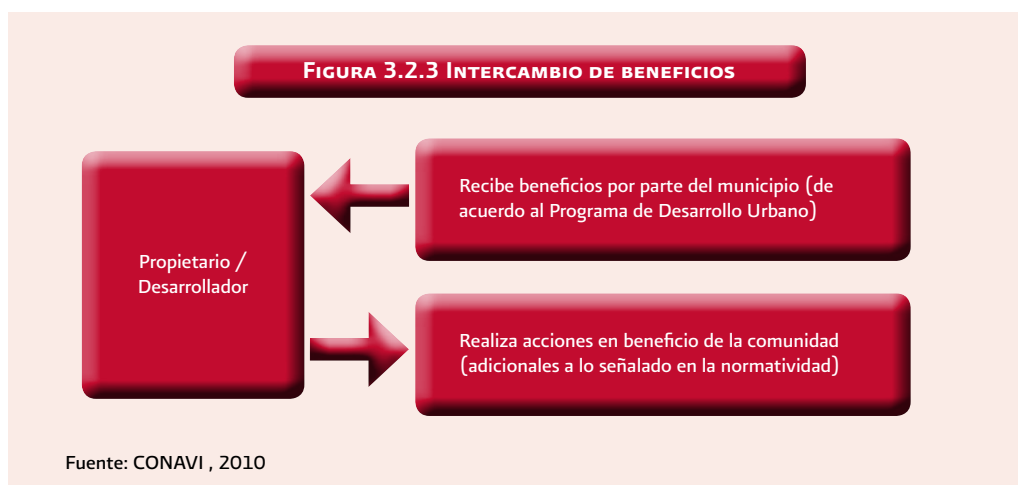 FIGURA 3.2.3 INTERCAMBIO DE BENEFICIOS
Propietario /
Desarrollador
Recibe beneficios por parte del municipio (de
acuerdo al Programa de Desarrollo Urbano)
Realiza acciones en beneficio de la comunidad
(adicionales a lo señalado en la normatividad)
Fuente: CONAVI , 2010